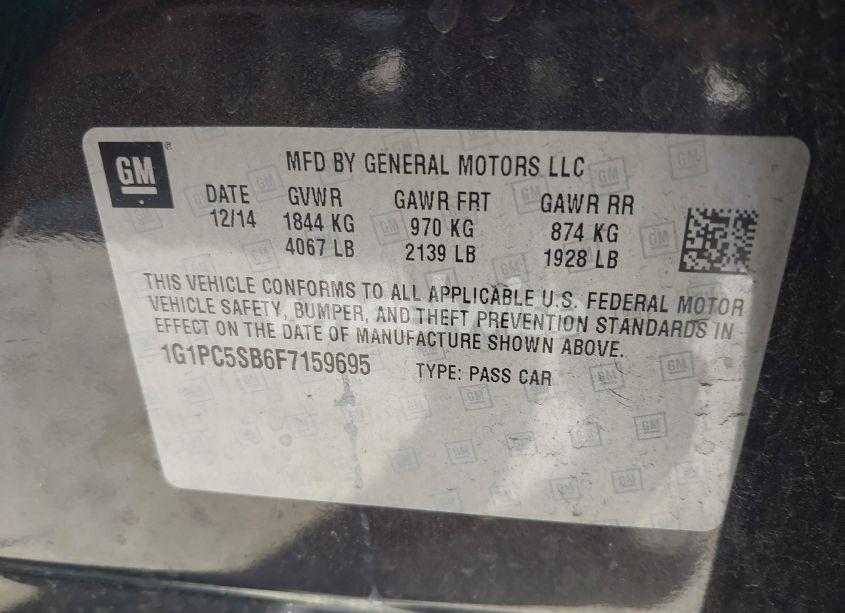 GM
MFD BY GENERAL MOTORS LLC
DATE GVWR GAWR FRT GAWR RR
12/14 1844 KG 970 KG 874 KG
4067 LB 2139 LB 1928 LB
THIS VEHICLE CONFORMS TO ALL APPLICABLE U.S. FEDERAL MOTOR
VEHICLE SAFETY, BUMPER, AND THEFT PREVENTION STANDARDS IN
EFFECT ON THE DATE OF MANUFACTURE SHOWN ABOVE.
1G1PC5SB6F7159695 TYPE: PASS CAR